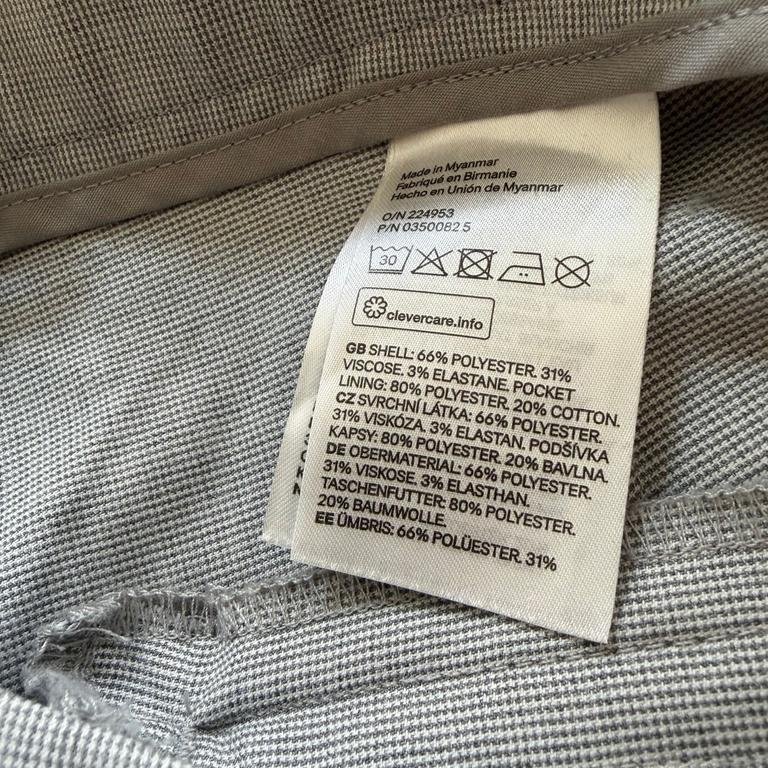 Made in Myanmar
Fabriqué en Birmanie
Hecho en Unión de Myanmar
O/N 224953
P/N 0350082 5
30
clevercare.info
GB SHELL: 66% POLYESTER. 31%
VISCOSE. 3% ELASTANE. POCKET
LINING: 80% POLYESTER. 20% COTTON.
CZ SVRCHNÍ LÁTKA: 66% POLYESTER.
31% VISKÓZA. 3% ELASTAN. PODŠÍVKA
KAPSY: 80% POLYESTER. 20% BAVLNA.
DE OBERMATERIAL: 66% POLYESTER.
31% VISKOSE. 3% ELASTHAN.
TASCHENFUTTER: 80% POLYESTER.
20% BAUMWOLLE.
EE ÜMBRIS: 66% POLÜESTER. 31%